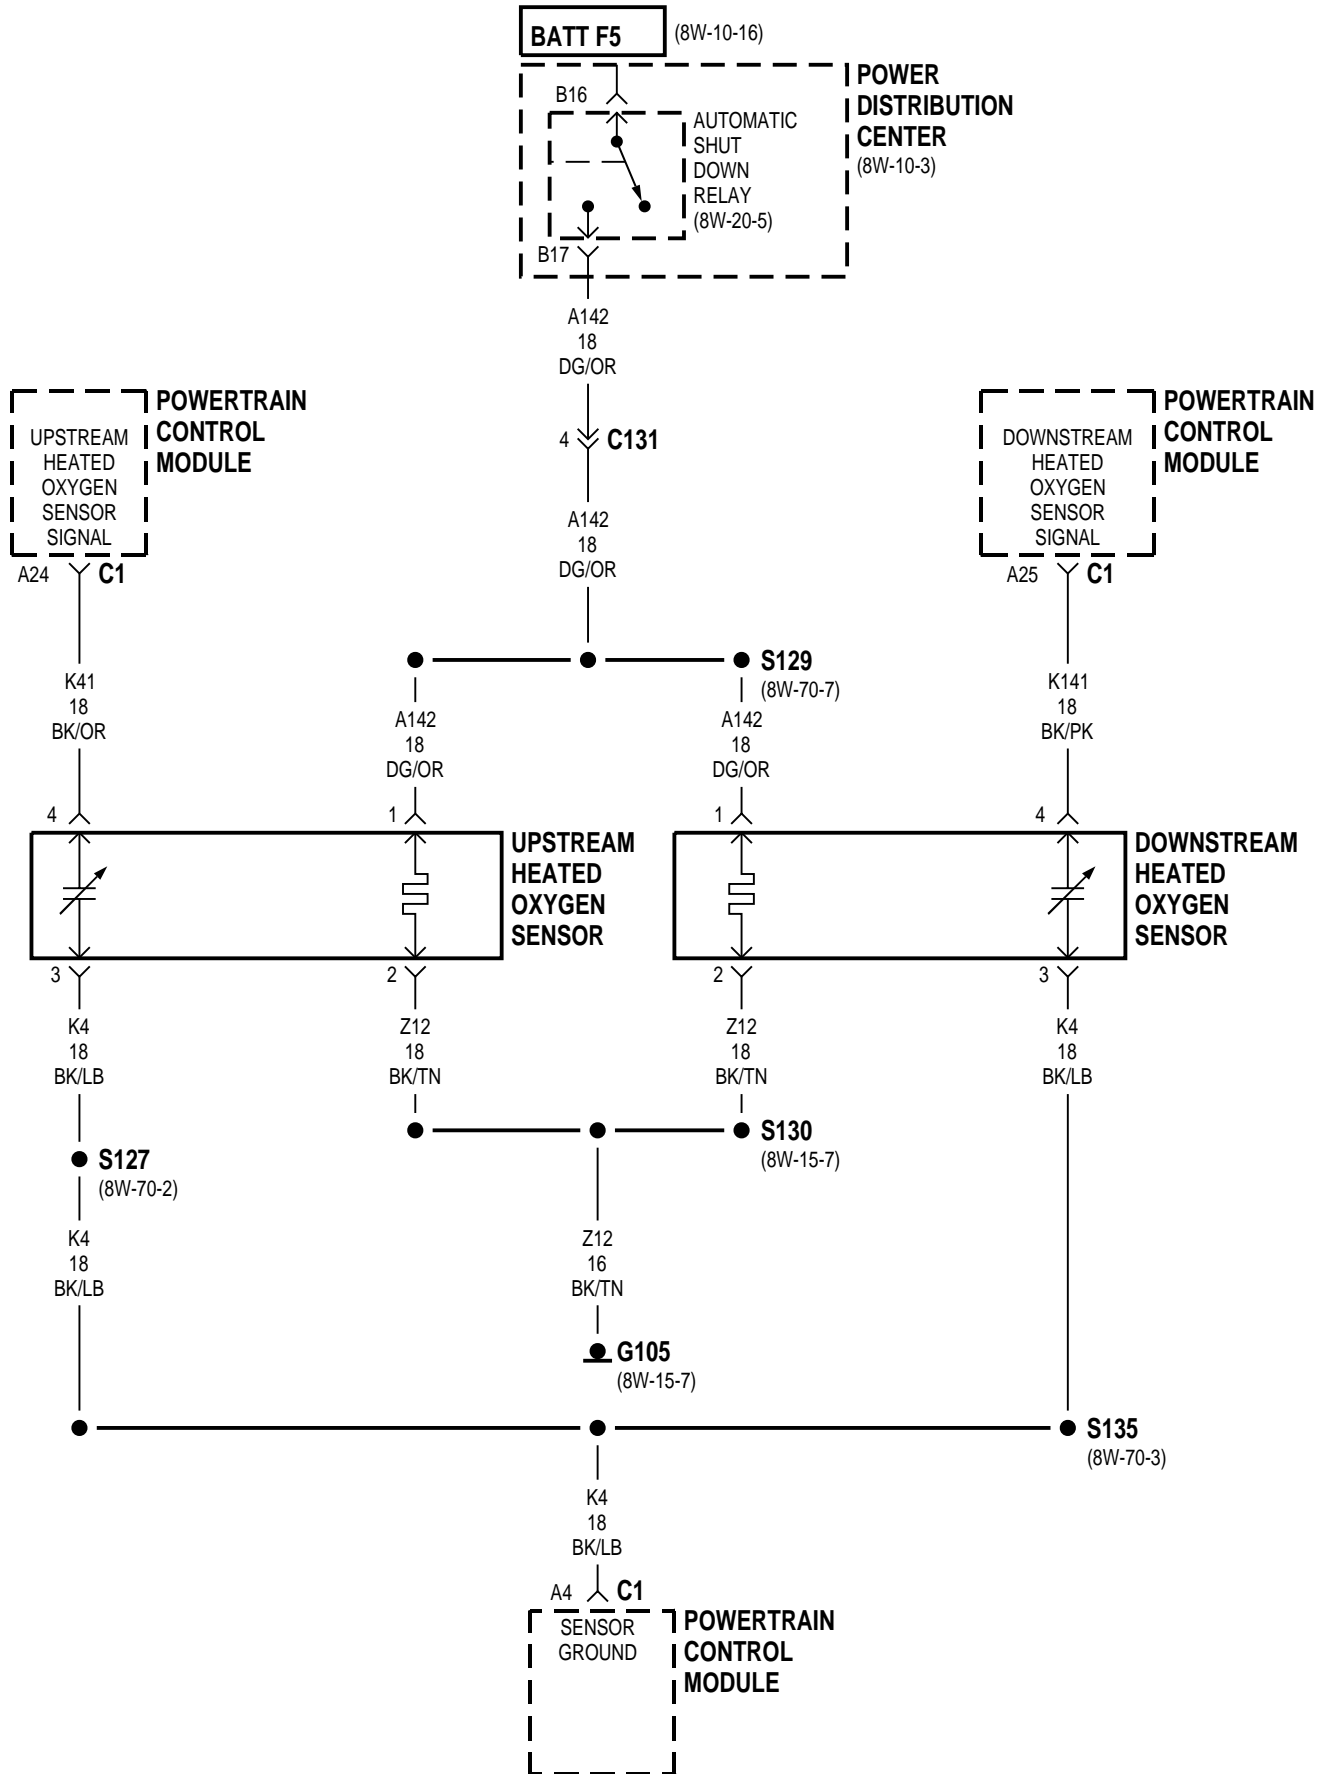 BATT F5
(8W-10-16)
POWER
DISTRIBUTION
CENTER
(8W-10-3)
B16
AUTOMATIC
SHUT
DOWN
RELAY
(8W-20-5)
B17
A142
18
DG/OR
4
C131
A142
18
DG/OR
POWERTRAIN
CONTROL
MODULE
UPSTREAM
HEATED
OXYGEN
SENSOR
SIGNAL
A24
C1
POWERTRAIN
CONTROL
MODULE
DOWNSTREAM
HEATED
OXYGEN
SENSOR
SIGNAL
A25
C1
S129
(8W-70-7)
K41
18
BK/OR
A142
18
DG/OR
A142
18
DG/OR
K141
18
BK/PK
4
1
1
4
UPSTREAM
HEATED
OXYGEN
SENSOR
DOWNSTREAM
HEATED
OXYGEN
SENSOR
3
2
2
3
K4
18
BK/LB
Z12
18
BK/TN
Z12
18
BK/TN
K4
18
BK/LB
S130
(8W-15-7)
S127
(8W-70-2)
K4
18
BK/LB
Z12
16
BK/TN
G105
(8W-15-7)
S135
(8W-70-3)
K4
18
BK/LB
A4
C1
SENSOR
GROUND
POWERTRAIN
CONTROL
MODULE